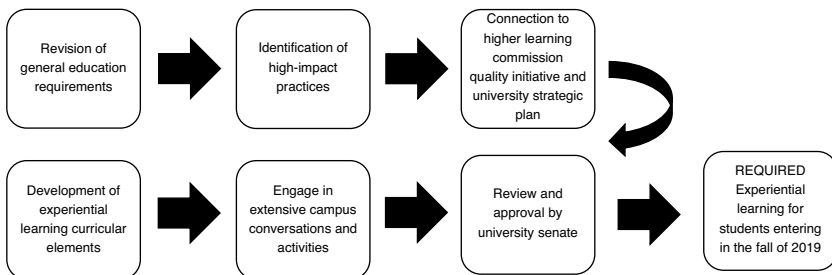 Revision of
general education
requirements
Identification of
high-impact
practices
Connection to
higher learning
commission
quality initiative and
university strategic
plan
Development of
experiential
learning curricular
elements
Engage in
extensive campus
conversations and
activities
Review and
approval by
university senate
REQUIRED
Experiential
learning for
students entering
in the fall of 2019